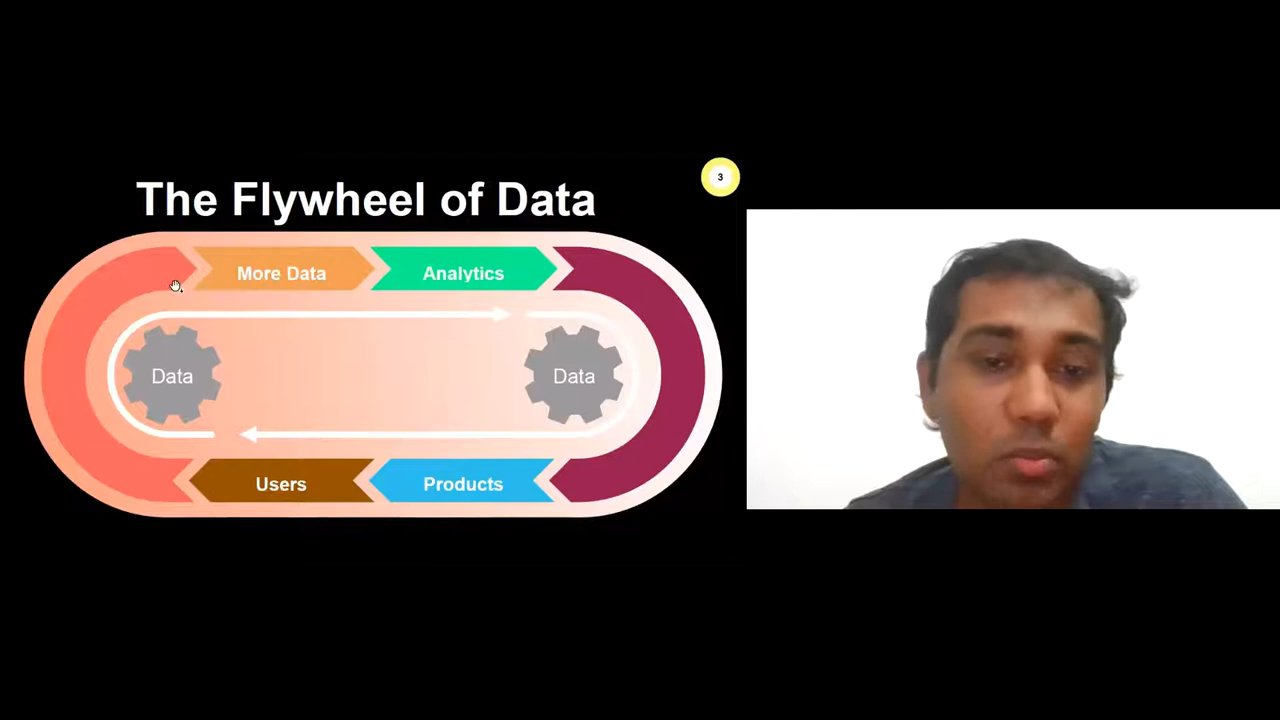 The Flywheel of Data
3
More Data
Analytics
Data
Data
Users
Products